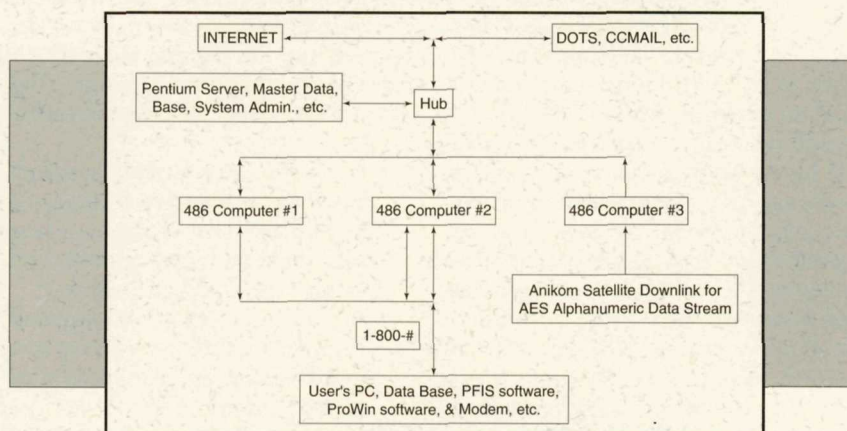 INTERNET
DOTS, CCMAIL, etc.
Pentium Server, Master Data,
Base, System Admin., etc.
Hub
486 Computer #1
486 Computer #2
486 Computer #3
Anikom Satellite Downlink for
AES Alphanumeric Data Stream
1-800-#
User's PC, Data Base, PFIS software,
ProWin software, & Modem, etc.